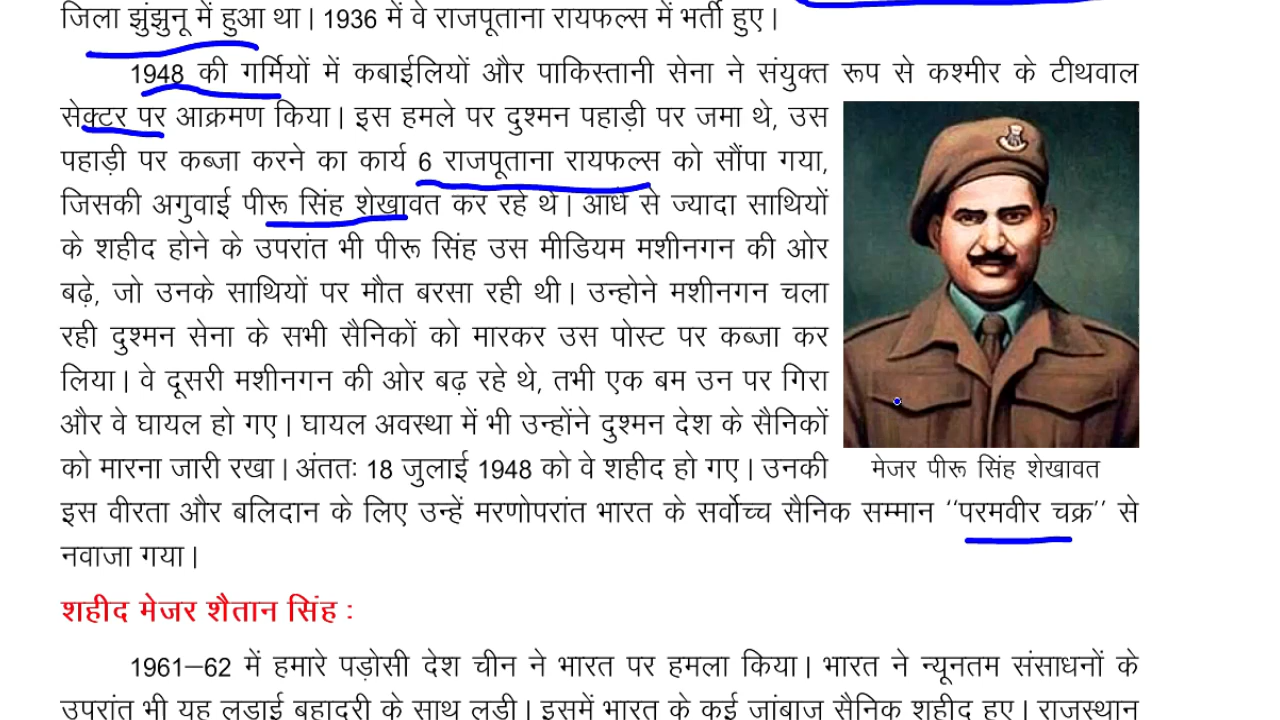 जिला झुंझुनू में हुआ था। 1936 में वे राजपूताना रायफल्स में भर्ती हुए।
1948 की गर्मियों में कबाईलियों और पाकिस्तानी सेना ने संयुक्त रूप से कश्मीर के टीथवाल
सेक्टर पर आक्रमण किया। इस हमले पर दुश्मन पहाड़ी पर जमा थे, उस
पहाड़ी पर कब्जा करने का कार्य 6 राजपूताना रायफल्स को सौंपा गया,
जिसकी अगुवाई पीरू सिंह शेखावत कर रहे थे। आधे से ज्यादा साथियों
के शहीद होने के उपरांत भी पीरू सिंह उस मीडियम मशीनगन की ओर
बढ़े, जो उनके साथियों पर मौत बरसा रही थी। उन्होने मशीनगन चला
रही दुश्मन सेना के सभी सैनिकों को मारकर उस पोस्ट पर कब्जा कर
लिया। वे दूसरी मशीनगन की ओर बढ़ रहे थे, तभी एक बम उन पर गिरा
और वे घायल हो गए। घायल अवस्था में भी उन्होंने दुश्मन देश के सैनिकों
को मारना जारी रखा। अंततः 18 जुलाई 1948 को वे शहीद हो गए। उनकी
मेजर पीरू सिंह शेखावत
इस वीरता और बलिदान के लिए उन्हें मरणोपरांत भारत के सर्वोच्च सैनिक सम्मान ‘‘परमवीर चक्र’’ से
नवाजा गया।
शहीद मेजर शैतान सिंह :
1961–62 में हमारे पड़ोसी देश चीन ने भारत पर हमला किया। भारत ने न्यूनतम संसाधनों के
उपरांत भी यह लड़ाई बहादुरी के साथ लड़ी। इसमें भारत के कई जांबाज सैनिक शहीद हुए। राजस्थान